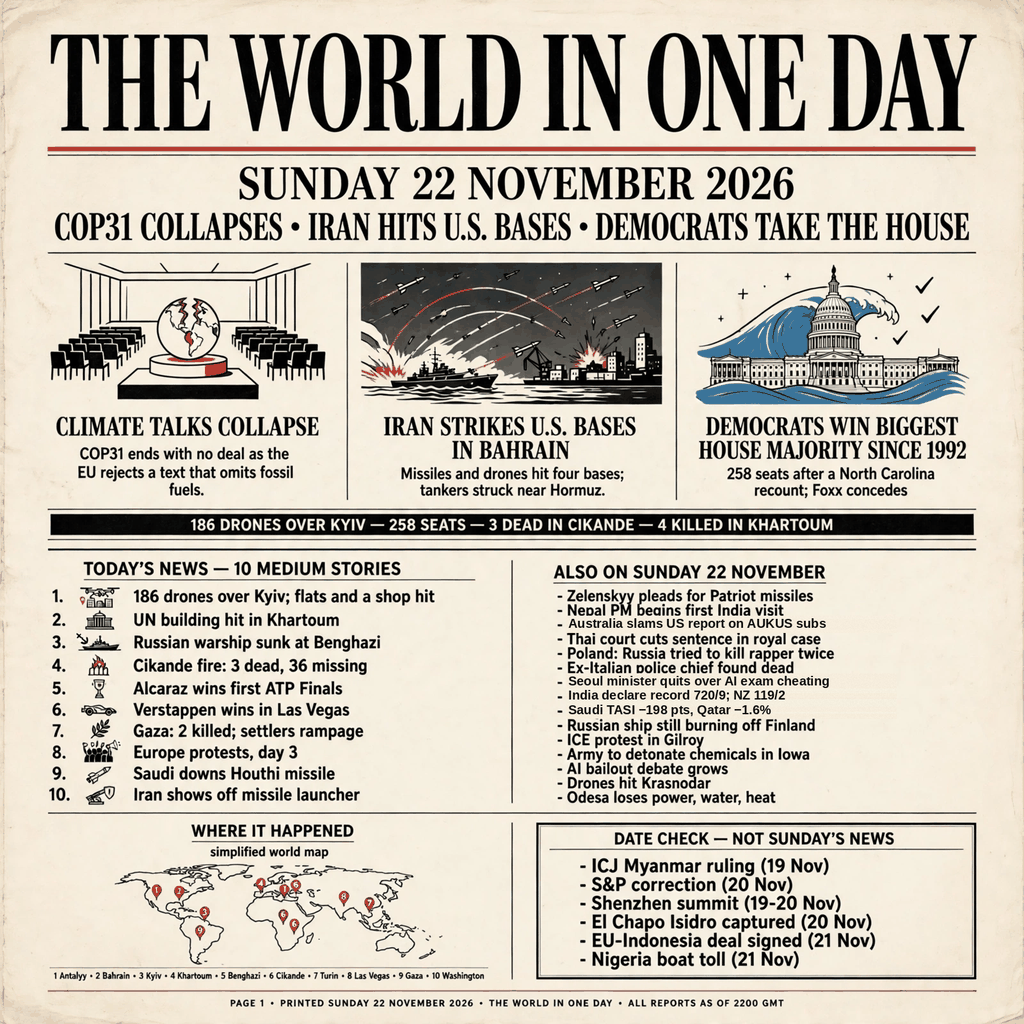 THE WORLD IN ONE DAY
SUNDAY 22 NOVEMBER 2026
COP31 COLLAPSES • IRAN HITS U.S. BASES • DEMOCRATS TAKE THE HOUSE
CLIMATE TALKS COLLAPSE
COP31 ends with no deal as the
EU rejects a text that omits fossil
fuels.
IRAN STRIKES U.S. BASES
IN BAHRAIN
Missiles and drones hit four bases;
tankers struck near Hormuz.
DEMOCRATS WIN BIGGEST
HOUSE MAJORITY SINCE 1992
258 seats after a North Carolina
recount; Foxx concedes
186 DRONES OVER KYIV — 258 SEATS — 3 DEAD IN CIKANDE — 4 KILLED IN KHARTOUM
TODAY'S NEWS — 10 MEDIUM STORIES
1. 186 drones over Kyiv; flats and a shop hit
2. UN building hit in Khartoum
3. Russian warship sunk at Benghazi
4. Cikande fire: 3 dead, 36 missing
5. Alcaraz wins first ATP Finals
6. Verstappen wins in Las Vegas
7. Gaza: 2 killed; settlers rampage
8. Europe protests, day 3
9. Saudi downs Houthi missile
10. Iran shows off missile launcher
ALSO ON SUNDAY 22 NOVEMBER
- Zelenskyy pleads for Patriot missiles
- Nepal PM begins first India visit
- Australia slams US report on AUKUS subs
- Thai court cuts sentence in royal case
- Poland: Russia tried to kill rapper twice
- Ex-Italian police chief found dead
- Seoul minister quits over AI exam cheating
- India declare record 720/9; NZ 119/2
- Saudi TASI −198 pts, Qatar −1.6%
- Russian ship still burning off Finland
- ICE protest in Gilroy
- Army to detonate chemicals in Iowa
- AI bailout debate grows
- Drones hit Krasnodar
- Odesa loses power, water, heat
WHERE IT HAPPENED
simplified world map
1 Antalyy • 2 Bahrain • 3 Kyiv • 4 Khartoum • 5 Benghazi • 6 Cikande • 7 Turin • 8 Las Vegas • 9 Gaza • 10 Washington
DATE CHECK — NOT SUNDAY'S NEWS
- ICJ Myanmar ruling (19 Nov)
- S&P correction (20 Nov)
- Shenzhen summit (19-20 Nov)
- El Chapo Isidro captured (20 Nov)
- EU-Indonesia deal signed (21 Nov)
- Nigeria boat toll (21 Nov)
PAGE 1 • PRINTED SUNDAY 22 NOVEMBER 2026 • THE WORLD IN ONE DAY • ALL REPORTS AS OF 2200 GMT